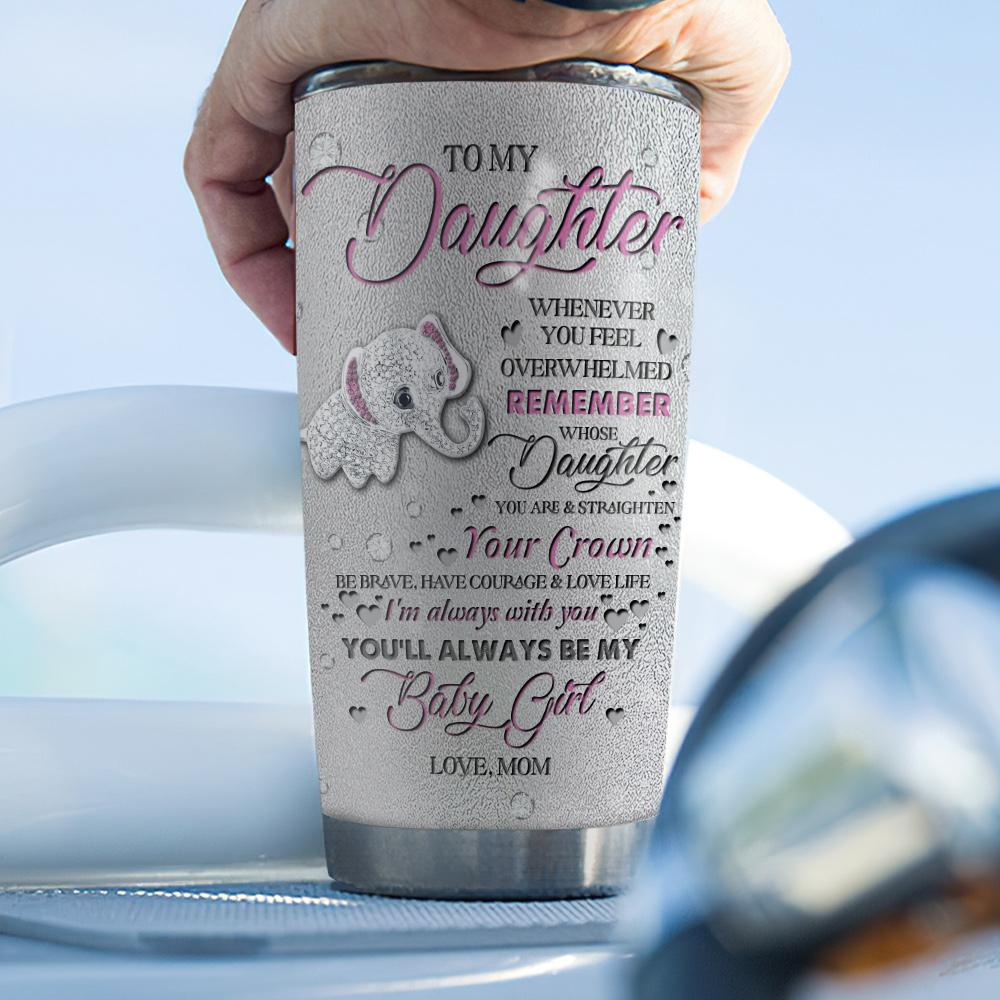 TO MY
Daughter
WHENEVER
YOU FEEL
OVERWHELMED
REMEMBER
WHOSE
Daughter
YOU ARE & STRAIGHTEN
Your Crown
BE BRAVE, HAVE COURAGE & LOVE LIFE
I'm always with you
YOU'LL ALWAYS BE MY
Baby Girl
LOVE, MOM